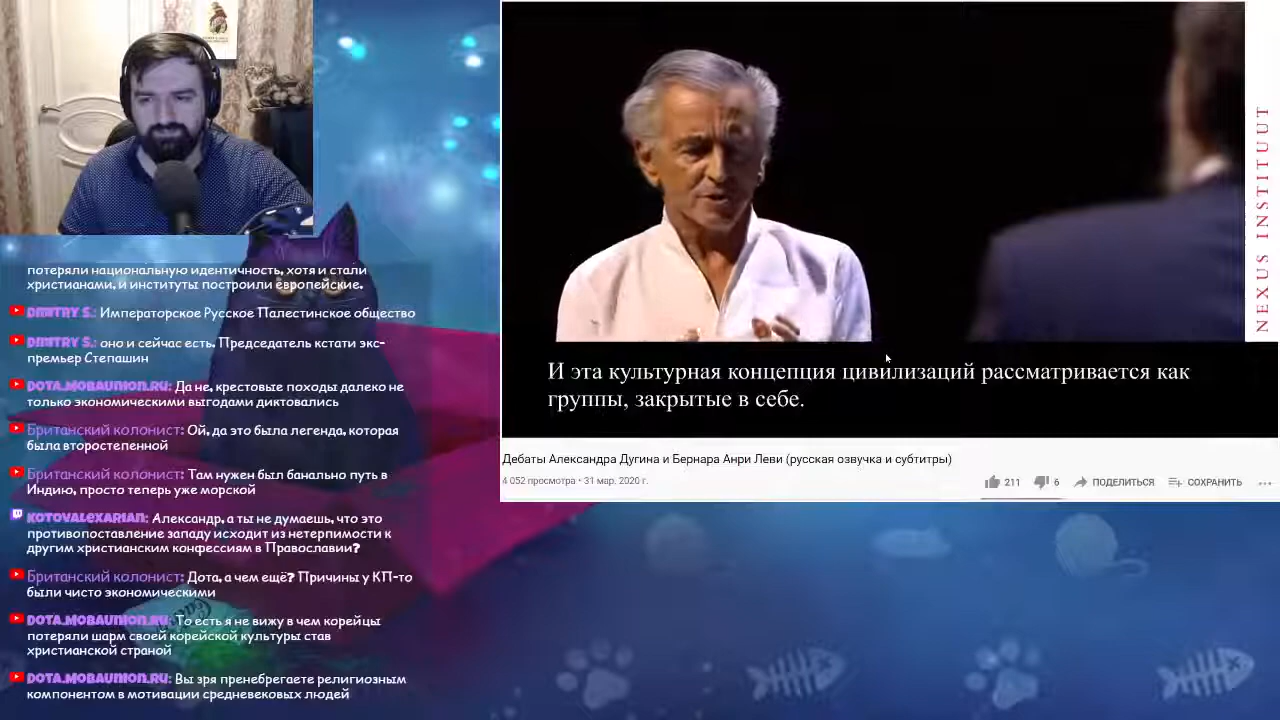 потеряли национальную идентичность, хотя и стали
христианами, и институты построили европейские.
DMITRY S.: Императорское Русское Палестинское общество
DMITRY S.: оно и сейчас есть. Председатель кстати экс-
премьер Степашин
DOTA.MOBAUNION.RU: Да не, крестовые походы далеко не
только экономическими выгодами диктовались
Британский колонист: Ой, да это была легенда, которая
была второстепенной
Британский колонист: Там нужен был банально путь в
Индию, просто теперь уже морской
KOTOVALEXARIAN: Александр, а ты не думаешь, что это
противопоставление западу исходит из нетерпимости к
другим христианским конфессиям в Православии?
Британский колонист: Дота, а чем ещё? Причины у КП-то
были чисто экономическими
DOTA.MOBAUNION.RU: То есть я не вижу в чем корейцы
потеряли шарм своей корейской культуры став
христианской страной
DOTA.MOBAUNION.RU: Вы зря пренебрегаете религиозным
компонентом в мотивации средневековых людей
NEXUS INSTITUUT
И эта культурная концепция цивилизаций рассматривается как
группы, закрытые в себе.
Дебаты Александра Дугина и Бернара Анри Леви (русская озвучка и субтитры)
4 052 просмотра • 31 мар. 2020 г.
211
6
ПОДЕЛИТЬСЯ
СОХРАНИТЬ